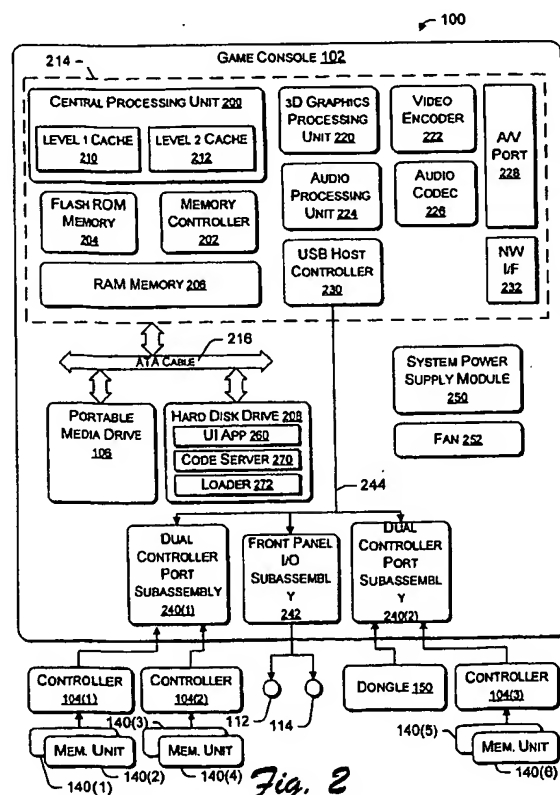 100
GAME CONSOLE 102
214
CENTRAL PROCESSING UNIT 200
LEVEL 1 CACHE
210
LEVEL 2 CACHE
212
3D GRAPHICS
PROCESSING
UNIT 220
VIDEO
ENCODER
222
A/V
PORT
228
FLASH ROM
MEMORY
204
MEMORY
CONTROLLER
202
AUDIO
PROCESSING
UNIT 224
AUDIO
CODEC
226
RAM MEMORY 206
USB HOST
CONTROLLER
230
NW
I/F
232
216
ATA CABLE
PORTABLE
MEDIA DRIVE
106
HARD DISK DRIVE 208
UI APP 260
CODE SERVER 270
LOADER 272
SYSTEM POWER
SUPPLY MODULE
250
FAN 252
244
DUAL
CONTROLLER
PORT
SUBASSEMBLY
240(1)
FRONT PANEL
I/O
SUBASSEMBL
Y
242
DUAL
CONTROLLER
PORT
SUBASSEMBL
Y
240(2)
CONTROLLER
104(1)
CONTROLLER
104(2)
112
114
DONGLE 150
CONTROLLER
104(3)
140(3)
140(5)
MEM. UNIT
MEM. UNIT
MEM. UNIT
140(2)
140(4)
140(6)
140(1)
Fig. 2